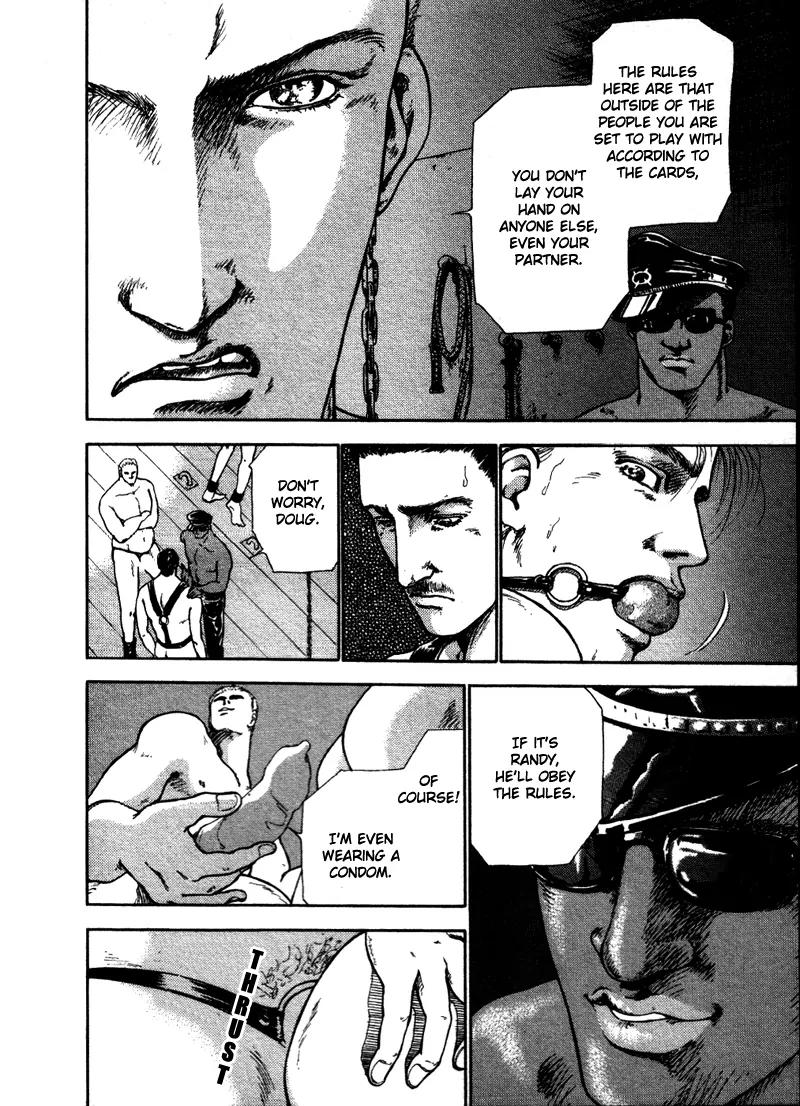 THE RULES
HERE ARE THAT
OUTSIDE OF THE
PEOPLE YOU ARE
SET TO PLAY WITH
ACCORDING TO
THE CARDS,
YOU DON'T
LAY YOUR
HAND ON
ANYONE ELSE,
EVEN YOUR
PARTNER.
DON'T
WORRY,
DOUG.
IF IT'S
RANDY,
HE'LL OBEY
THE RULES.
OF
COURSE!
I'M EVEN
WEARING A
CONDOM.
THRUST